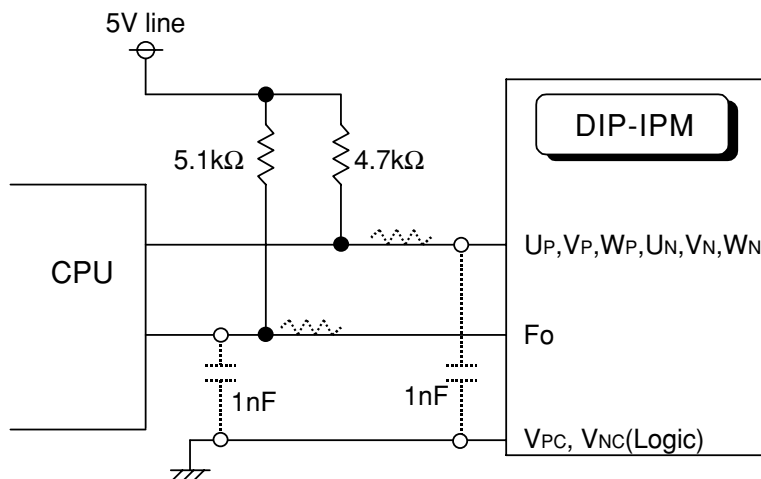 5V line
DIP-IPM
5.1kΩ
4.7kΩ
UP,VP,WP,UN,VN,WN
CPU
Fo
1nF
1nF
VPC, VNC(Logic)